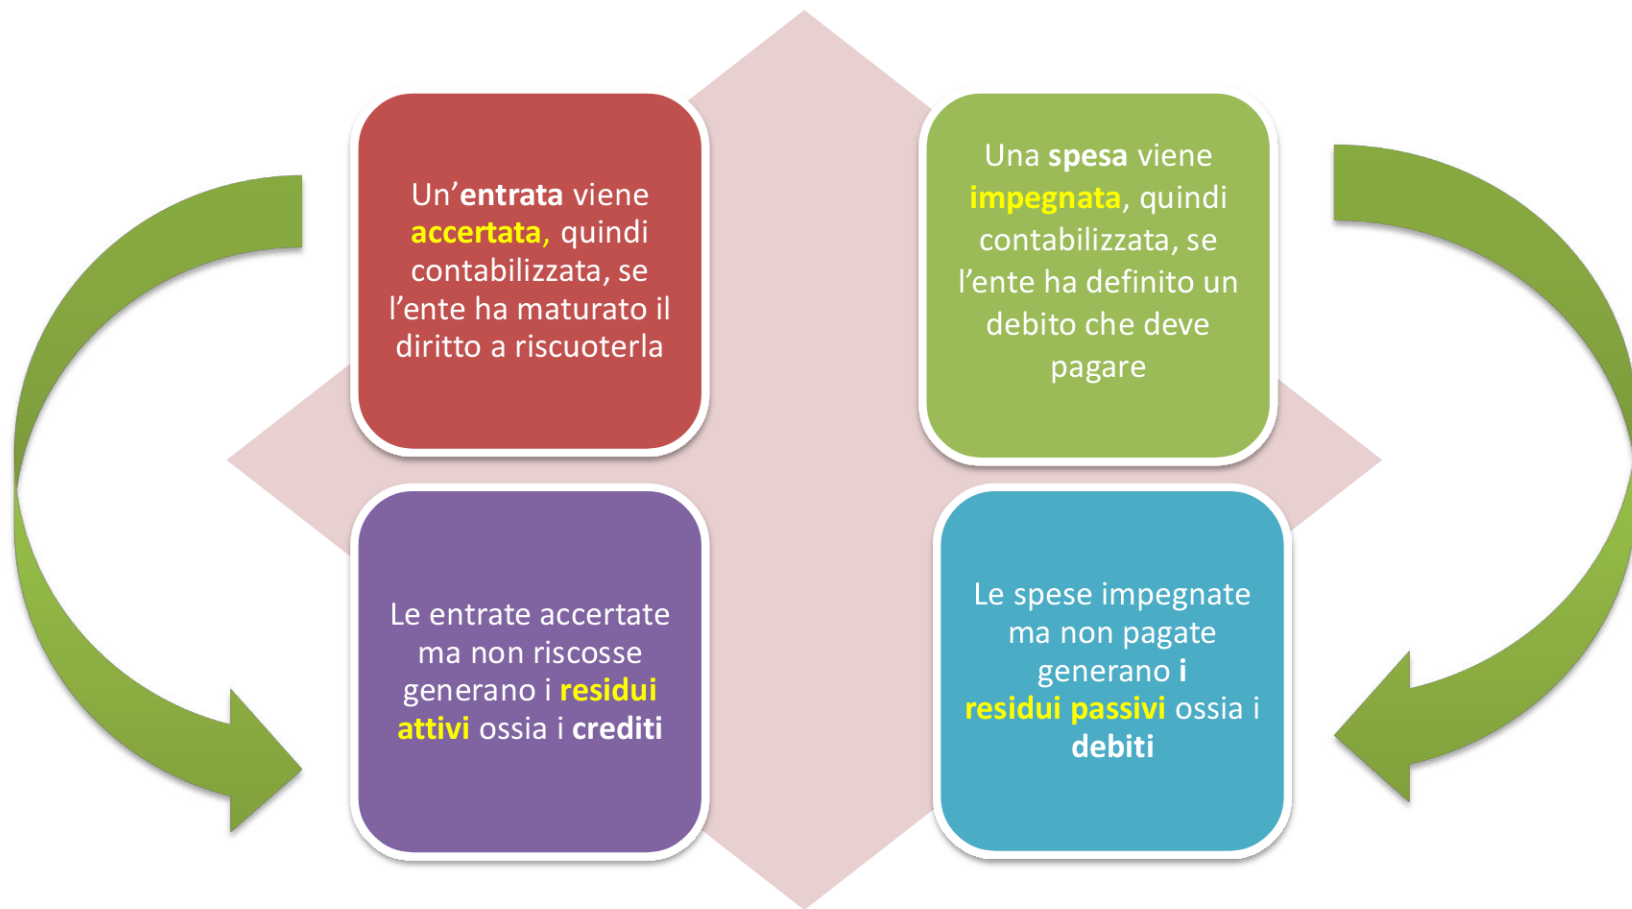 Un’entrata viene
accertata, quindi
contabilizzata, se
l’ente ha maturato il
diritto a riscuoterla
Una spesa viene
impegnata, quindi
contabilizzata, se
l’ente ha definito un
debito che deve
pagare
Le entrate accertate
ma non riscosse
generano i residui
attivi ossia i crediti
Le spese impegnate
ma non pagate
generano i
residui passivi ossia i
debiti